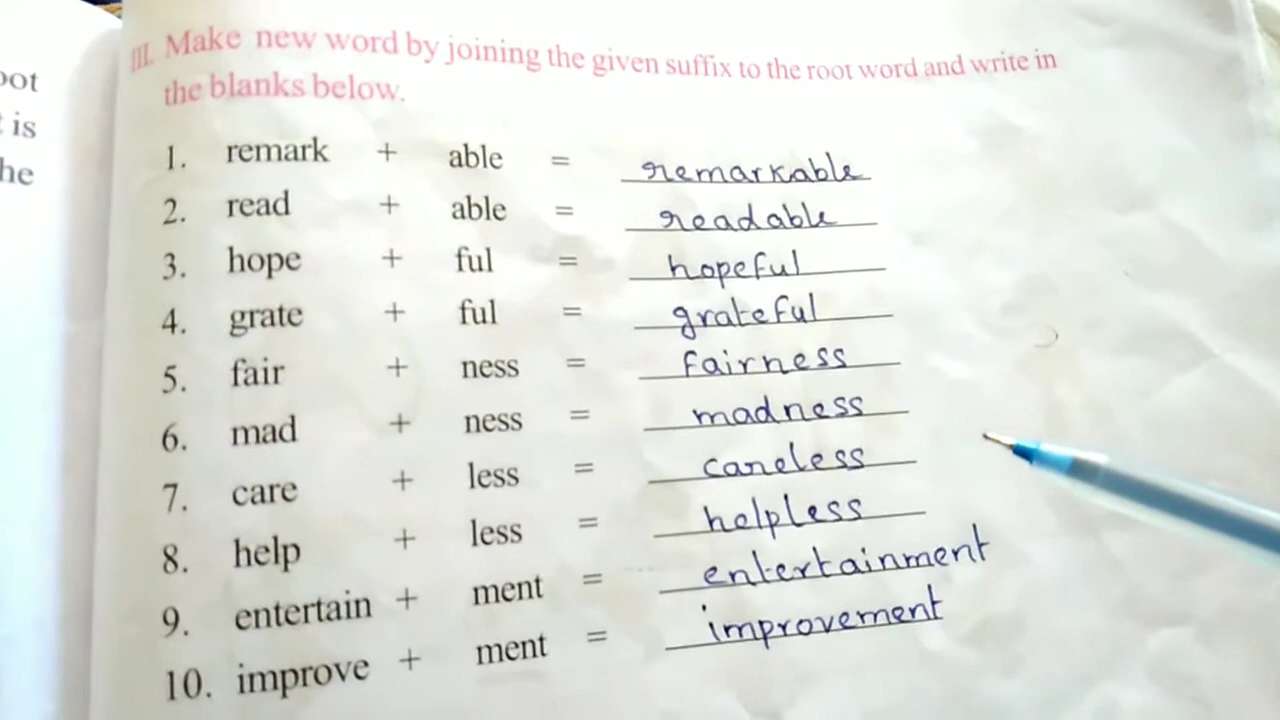 oot
is
he
III. Make new word by joining the given suffix to the root word and write in
the blanks below.
1. remark + able = remarkable
2. read + able = readable
3. hope + ful = hopeful
4. grate + ful = grateful
5. fair + ness = fairness
6. mad + ness = madness
7. care + less = careless
8. help + less = helpless
9. entertain + ment = entertainment
10. improve + ment = improvement